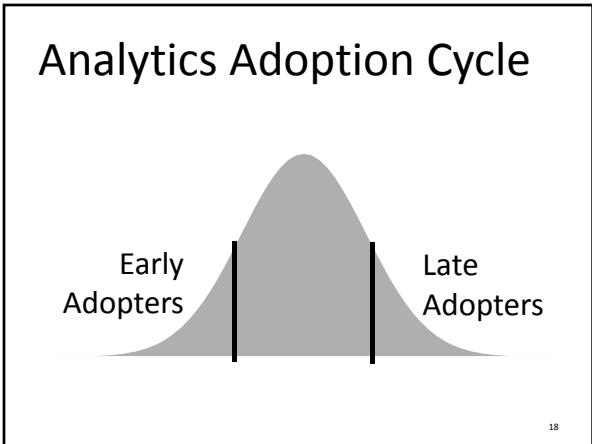 Analytics Adoption Cycle
Early
Adopters
Late
Adopters
18